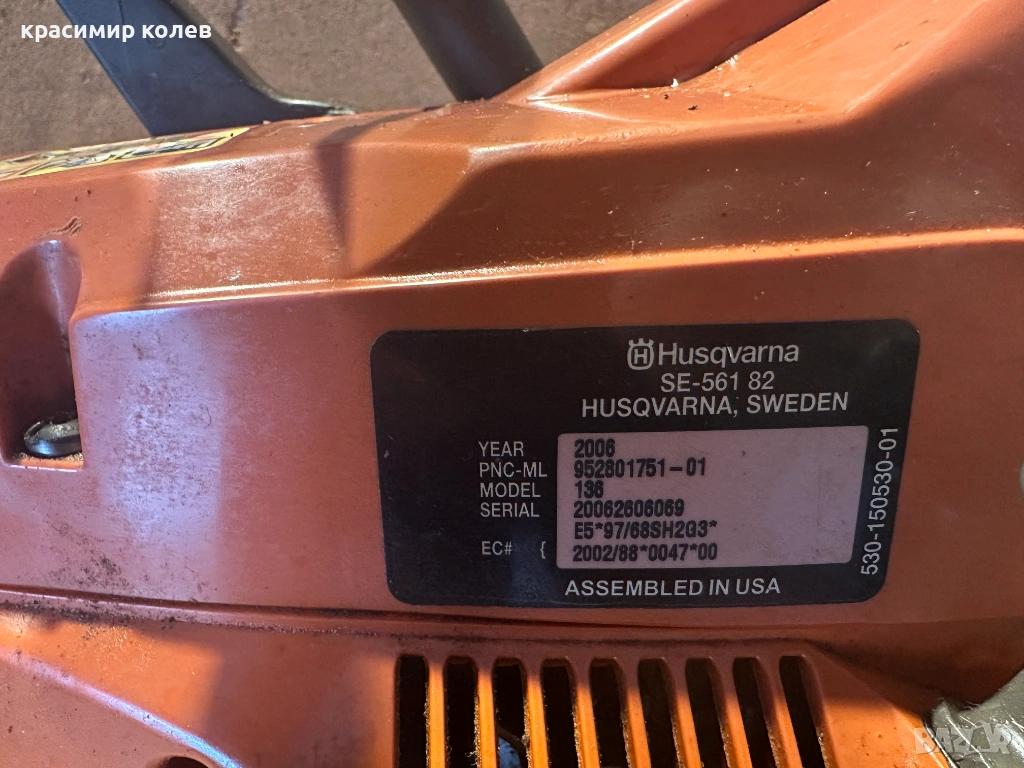 красимир колев
Husqvarna
SE-561 82
HUSQVARNA, SWEDEN
YEAR 2006
PNC-ML 952801751-01
MODEL 136
SERIAL 20062606069
E5*97/68SH2G3*
EC# { 2002/88*0047*00
ASSEMBLED IN USA
530-150530-01
BAZAR